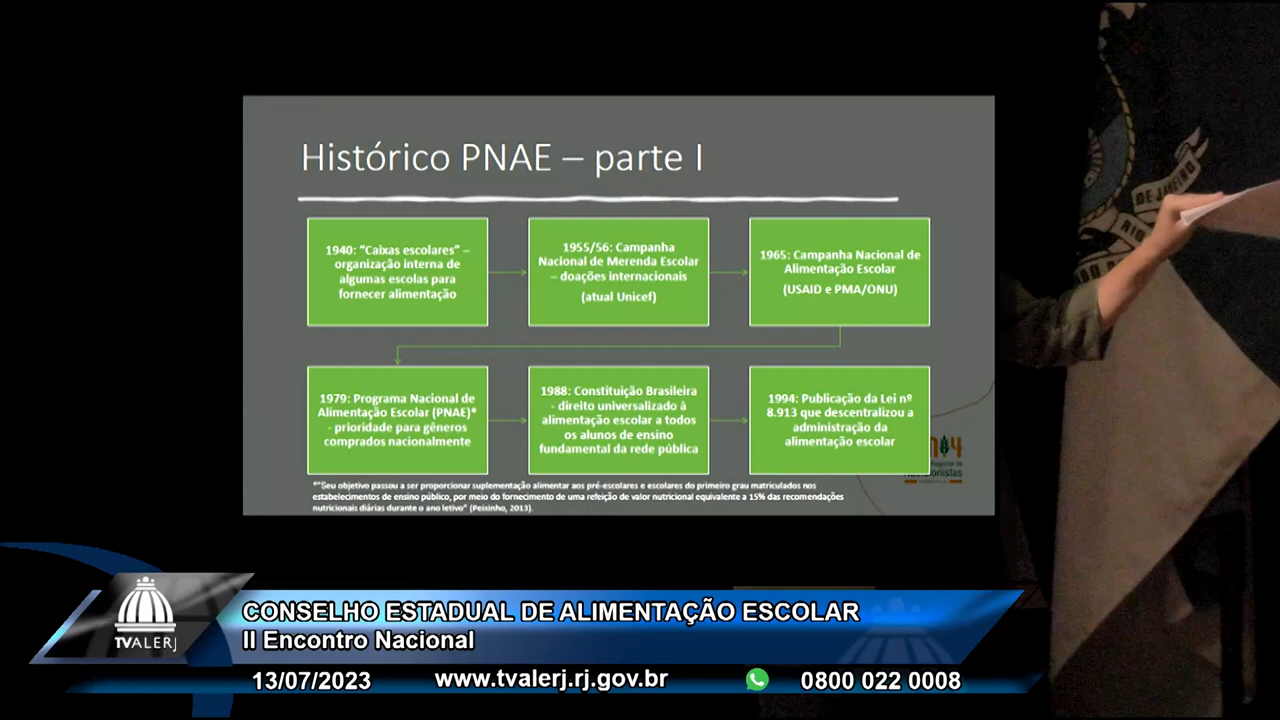 Histórico PNAE – parte I
1940: “Caixas escolares” –
organização interna de
algumas escolas para
fornecer alimentação
1955/56: Campanha
Nacional de Merenda Escolar
– doações internacionais
(atual Unicef)
1965: Campanha Nacional de
Alimentação Escolar
(USAID e PMA/ONU)
1979: Programa Nacional de
Alimentação Escolar (PNAE)*
- prioridade para gêneros
comprados nacionalmente
1988: Constituição Brasileira
- direito universalizado à
alimentação escolar a todos
os alunos de ensino
fundamental da rede pública
1994: Publicação da Lei nº
8.913 que descentralizou a
administração da
alimentação escolar
*“Seu objetivo passou a ser proporcionar suplementação alimentar aos pré-escolares e escolares do primeiro grau matriculados nos
estabelecimentos de ensino público, por meio do fornecimento de uma refeição de valor nutricional equivalente a 15% das recomendações
nutricionais diárias durante o ano letivo” (Peixinho, 2013).
DE JANEIRO
RIO
TVALERJ
CONSELHO ESTADUAL DE ALIMENTAÇÃO ESCOLAR
II Encontro Nacional
13/07/2023
www.tvalerj.rj.gov.br
0800 022 0008